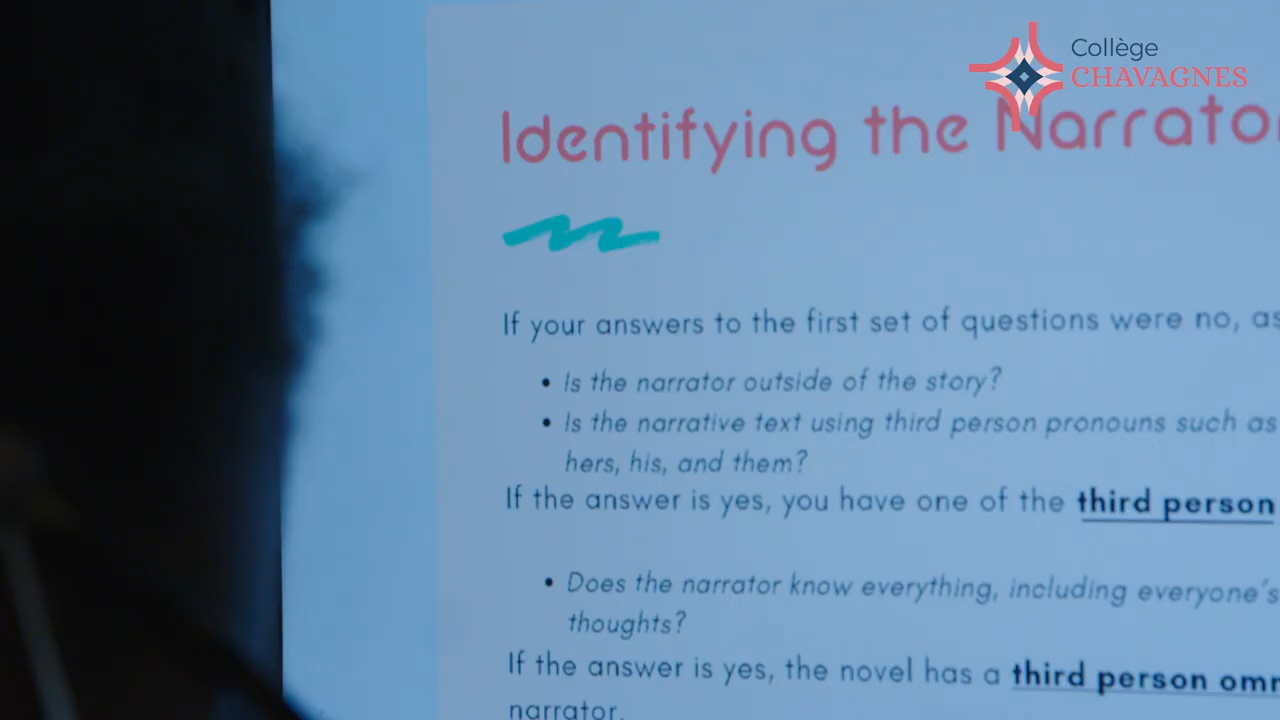 Collège
CHAVAGNES
Identifying the Narrato
If your answers to the first set of questions were no, as
• Is the narrator outside of the story?
• Is the narrative text using third person pronouns such as
hers, his, and them?
If the answer is yes, you have one of the third person
• Does the narrator know everything, including everyone's
thoughts?
If the answer is yes, the novel has a third person omn
narrator.